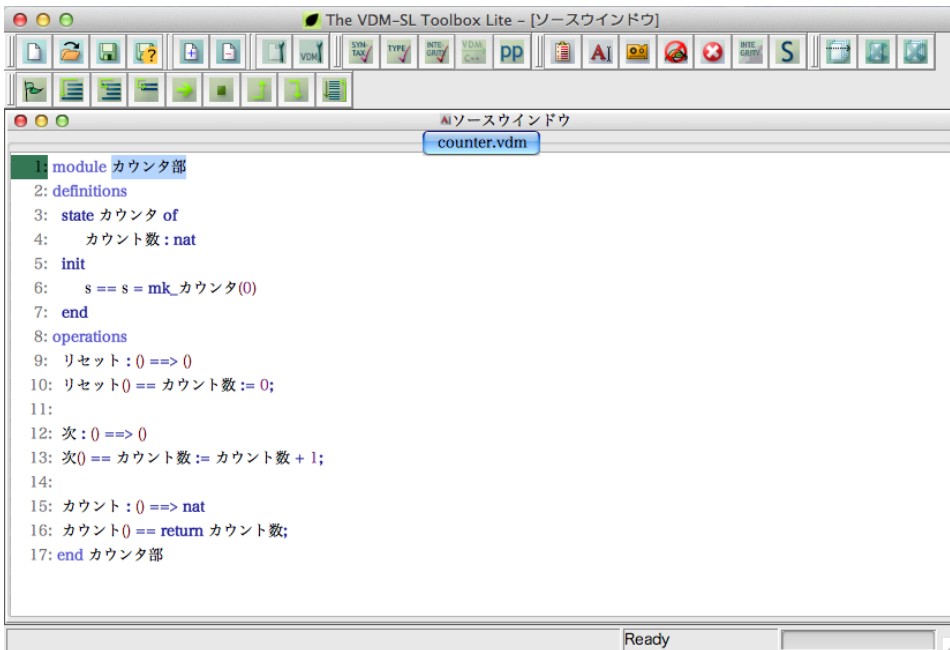 The VDM-SL Toolbox Lite – [ソースウインドウ]
SYN-TAX TYPE INTE-GRITY VDM C++ pp AI INTE GRITY S
VDM
ソースウインドウ
counter.vdm
1: module カウンタ部
2: definitions
3: state カウンタ of
4: カウント数 : nat
5: init
6: s == s = mk_カウンタ(0)
7: end
8: operations
9: リセット : () ==> ()
10: リセット() == カウント数 := 0;
11:
12: 次 : () ==> ()
13: 次() == カウント数 := カウント数 + 1;
14:
15: カウント : () ==> nat
16: カウント() == return カウント数;
17: end カウンタ部
Ready